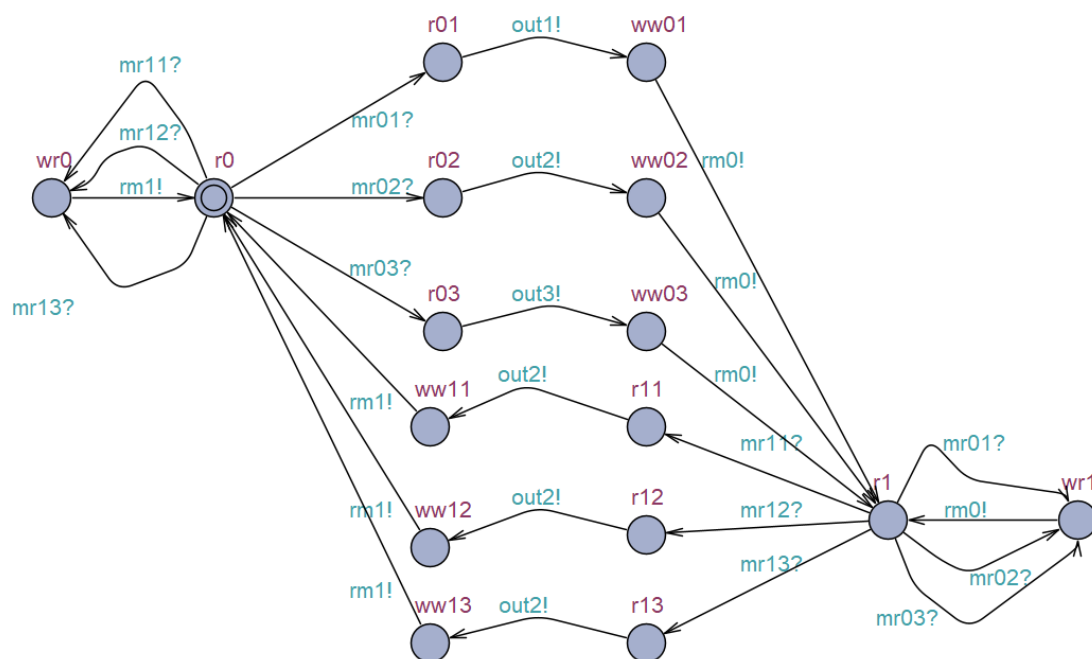 r01
out1!
ww01
mr11?
mr01?
mr12?
wr0
r0
r02
out2!
ww02
rm0!
rm1!
mr02?
mr03?
r03
out3!
ww03
rm0!
mr13?
ww11
out2!
r11
rm0!
rm1!
mr11?
mr01?
r1
wr1
ww12
out2!
r12
mr12?
rm0!
rm1!
mr13?
mr02?
ww13
out2!
r13
rm1!
mr03?